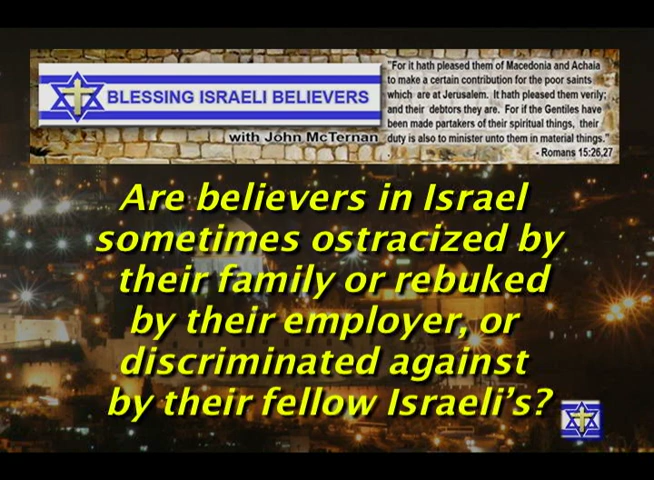 BLESSING ISRAELI BELIEVERS
with John McTernan
"For it hath pleased them of Macedonia and Achaia
to make a certain contribution for the poor saints
which are at Jerusalem. It hath pleased them verily;
and their debtors they are. For if the Gentiles have
been made partakers of their spiritual things, their
duty is also to minister unto them in material things."
- Romans 15:26,27
Are believers in Israel
sometimes ostracized by
their family or rebuked
by their employer, or
discriminated against
by their fellow Israeli's?